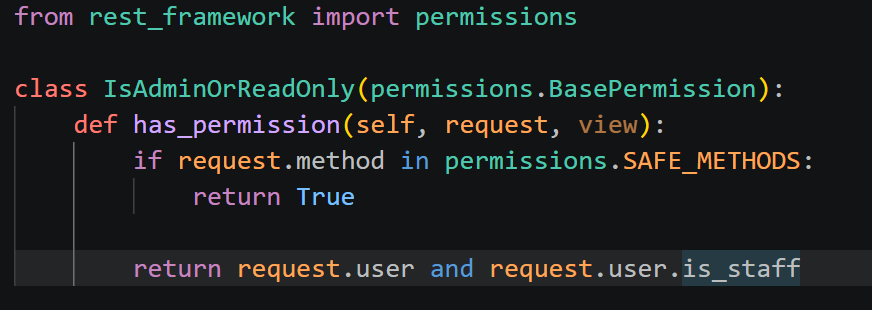 from rest_framework import permissions
class IsAdminOrReadOnly(permissions.BasePermission):
def has_permission(self, request, view):
if request.method in permissions.SAFE_METHODS:
return True
return request.user and request.user.is_staff